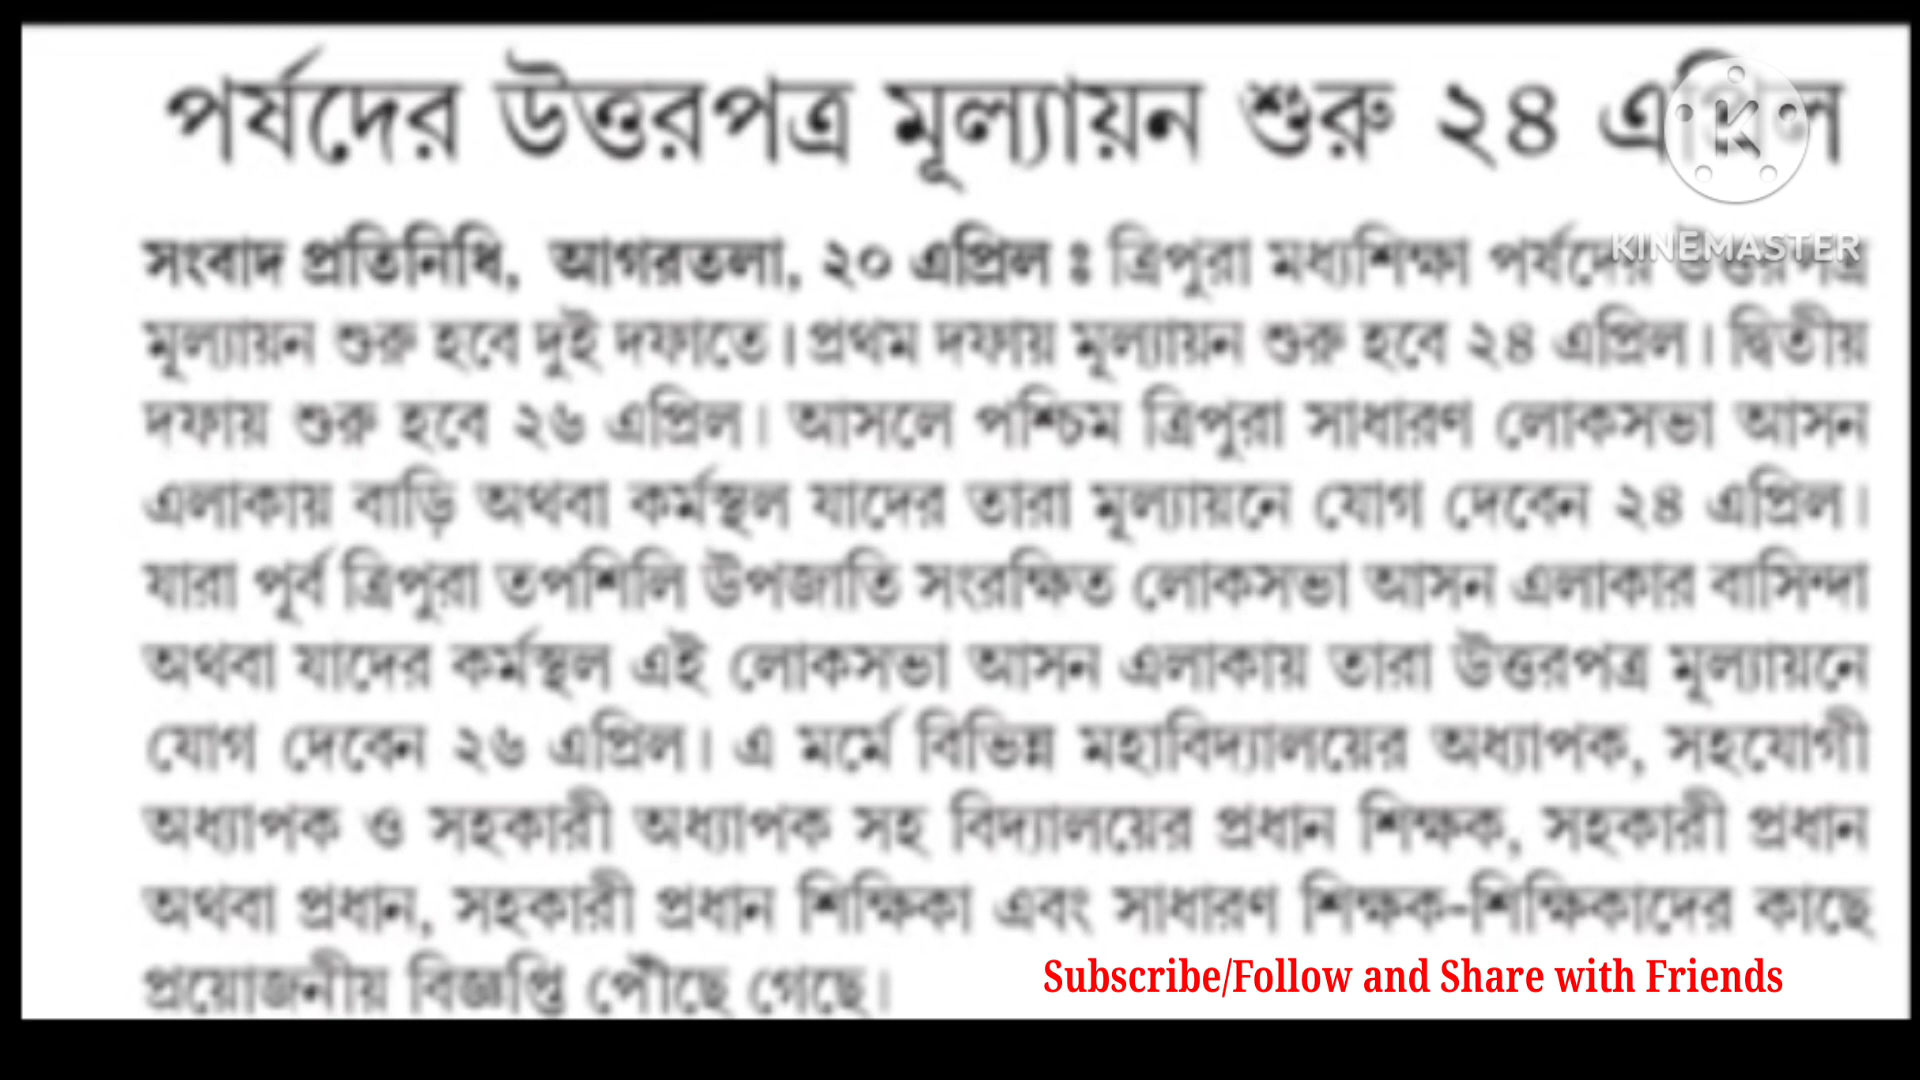 পর্ষদের উত্তরপত্র মূল্যায়ন শুরু ২৪ এপ্রিল
KINEMASTER
সংবাদ প্রতিনিধি, আগরতলা, ২০ এপ্রিল ঃ ত্রিপুরা মধ্যশিক্ষা পর্ষদের উত্তরপত্র
মূল্যায়ন শুরু হবে দুই দফাতে। প্রথম দফায় মূল্যায়ন শুরু হবে ২৪ এপ্রিল। দ্বিতীয়
দফায় শুরু হবে ২৬ এপ্রিল। আসলে পশ্চিম ত্রিপুরা সাধারণ লোকসভা আসন
এলাকায় বাড়ি অথবা কর্মস্থল যাদের তারা মূল্যায়নে যোগ দেবেন ২৪ এপ্রিল।
যারা পূর্ব ত্রিপুরা তপশিলি উপজাতি সংরক্ষিত লোকসভা আসন এলাকার বাসিন্দা
অথবা যাদের কর্মস্থল এই লোকসভা আসন এলাকায় তারা উত্তরপত্র মূল্যায়নে
যোগ দেবেন ২৬ এপ্রিল। এ মর্মে বিভিন্ন মহাবিদ্যালয়ের অধ্যাপক, সহযোগী
অধ্যাপক ও সহকারী অধ্যাপক সহ বিদ্যালয়ের প্রধান শিক্ষক, সহকারী প্রধান
অথবা প্রধান, সহকারী প্রধান শিক্ষিকা এবং সাধারণ শিক্ষক-শিক্ষিকাদের কাছে
প্রয়োজনীয় বিজ্ঞপ্তি পৌঁছে গেছে।
Subscribe/Follow and Share with Friends